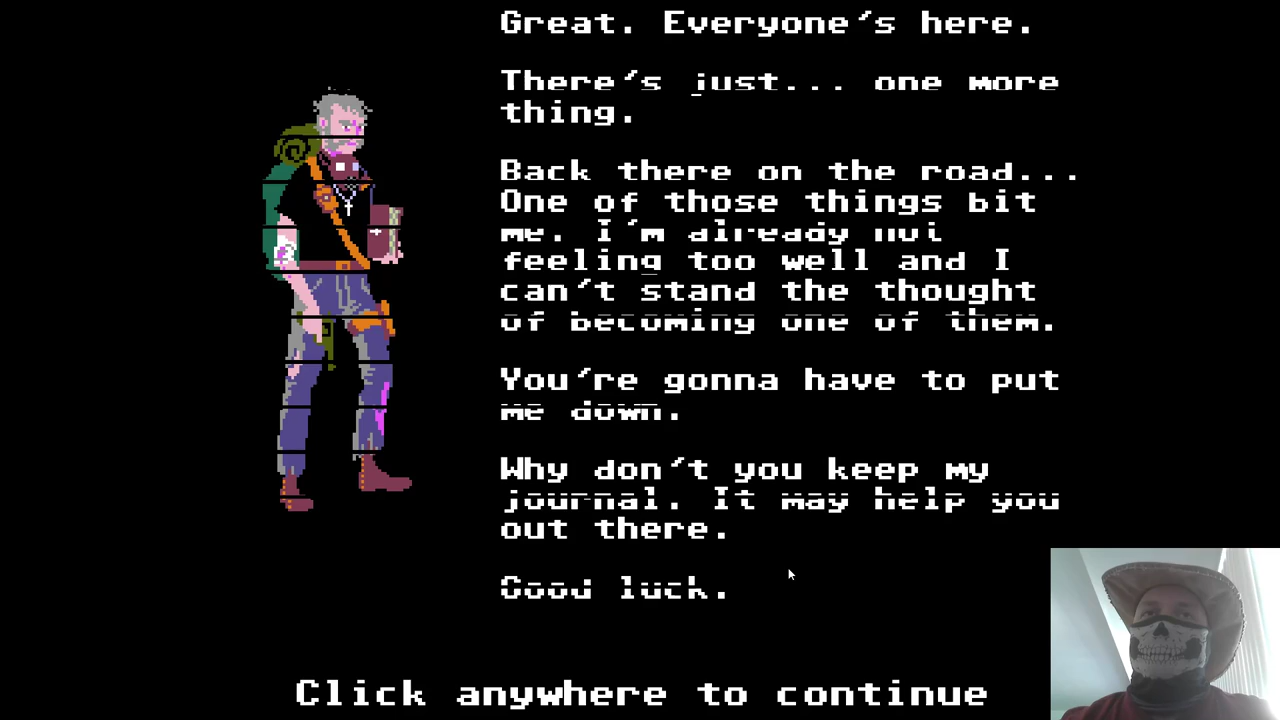 Great. Everyone's here.
There's just... one more
thing.
Back there on the road...
One of those things bit
me. I'm already not
feeling too well and I
can't stand the thought
of becoming one of them.
You're gonna have to put
me down.
Why don't you keep my
journal. It may help you
out there.
Good luck.
Click anywhere to continue